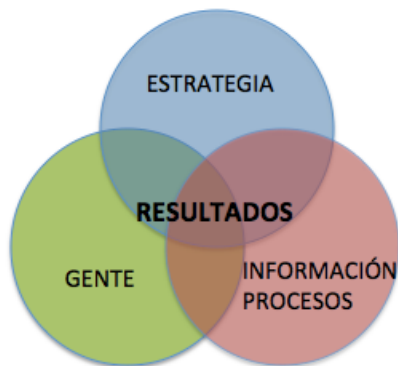 ESTRATEGIA
RESULTADOS
GENTE
INFORMACIÓN
PROCESOS